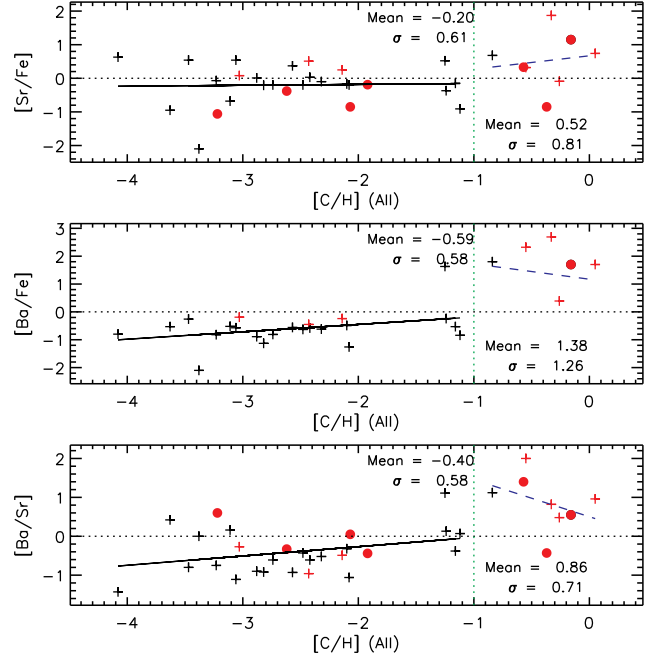 Mean = −0.20
σ = 0.61
2
1
0
−1
−2
[Sr/Fe]
Mean = 0.52
σ = 0.81
−4 −3 −2 −1 0
[C/H] (All)
3
2
1
0
−1
−2
[Ba/Fe]
Mean = −0.59
σ = 0.58
Mean = 1.38
σ = 1.26
−4 −3 −2 −1 0
[C/H] (All)
2
1
0
−1
[Ba/Sr]
Mean = −0.40
σ = 0.58
Mean = 0.86
σ = 0.71
−4 −3 −2 −1 0
[C/H] (All)